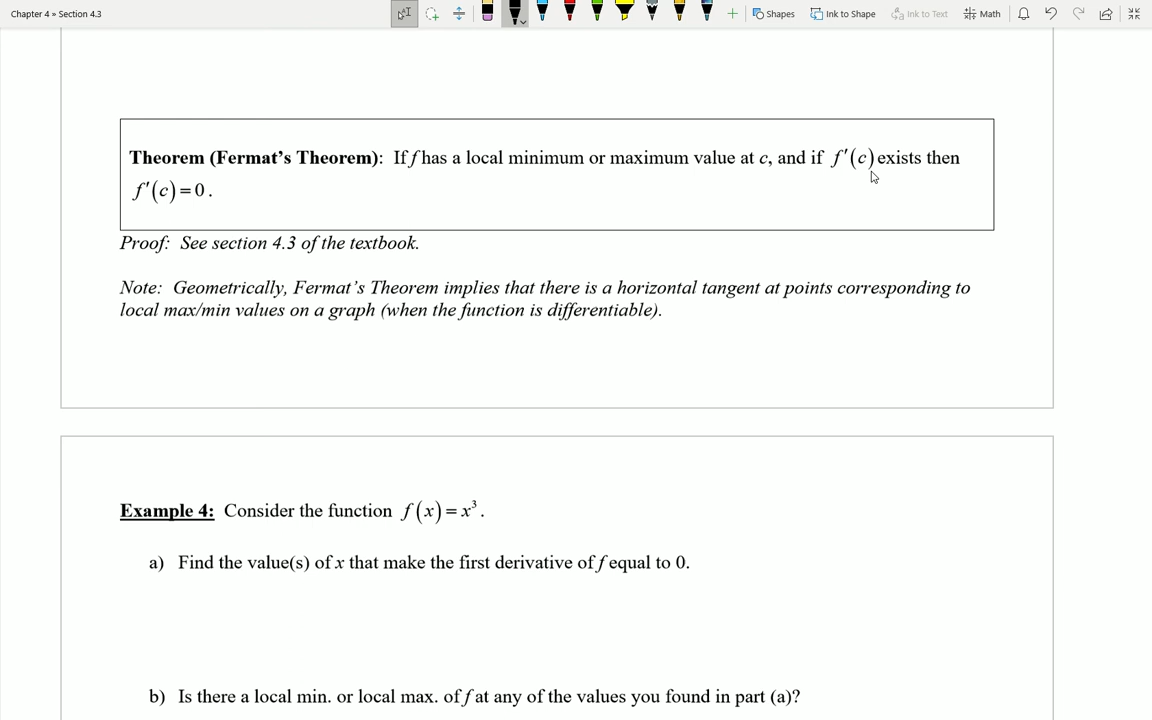 Chapter 4 » Section 4.3
Shapes
Ink to Shape
Ink to Text
Math
Theorem (Fermat’s Theorem): If f has a local minimum or maximum value at c, and if f′(c) exists then
f′(c)=0.
Proof: See section 4.3 of the textbook.
Note: Geometrically, Fermat’s Theorem implies that there is a horizontal tangent at points corresponding to
local max/min values on a graph (when the function is differentiable).
Example 4: Consider the function f(x)=x³.
a) Find the value(s) of x that make the first derivative of f equal to 0.
b) Is there a local min. or local max. of f at any of the values you found in part (a)?